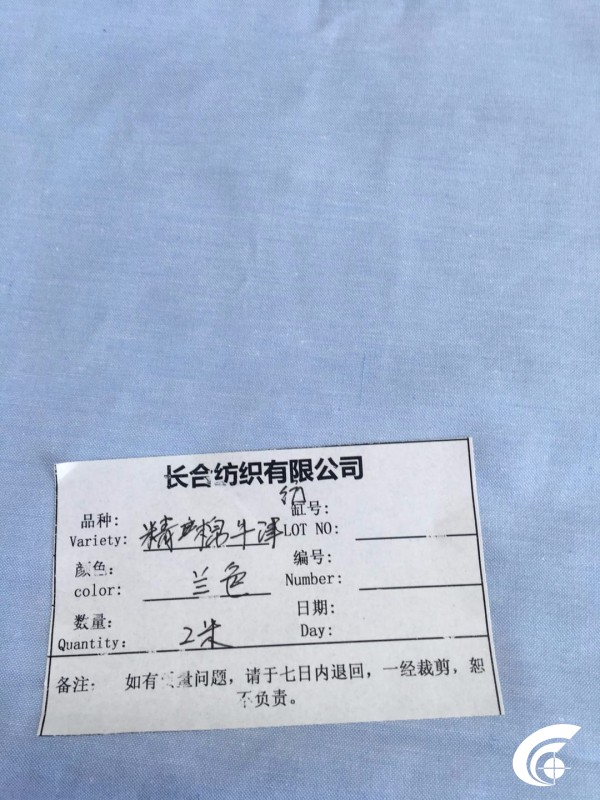 长合纺织有限公司
品种: 精棉牛津纺 缸号:
Variety: LOT NO:
颜色: 兰色 编号:
color: Number:
数量: 2米 日期:
Quantity: Day:
备注: 如有质量问题,请于七日内退回,一经裁剪,恕
不负责。